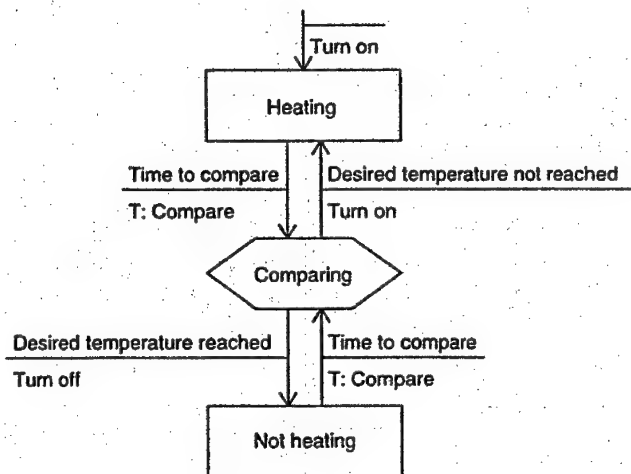 Turn on
Heating
Time to compare
T: Compare
Desired temperature not reached
Turn on
Comparing
Desired temperature reached
Turn off
Time to compare
T: Compare
Not heating